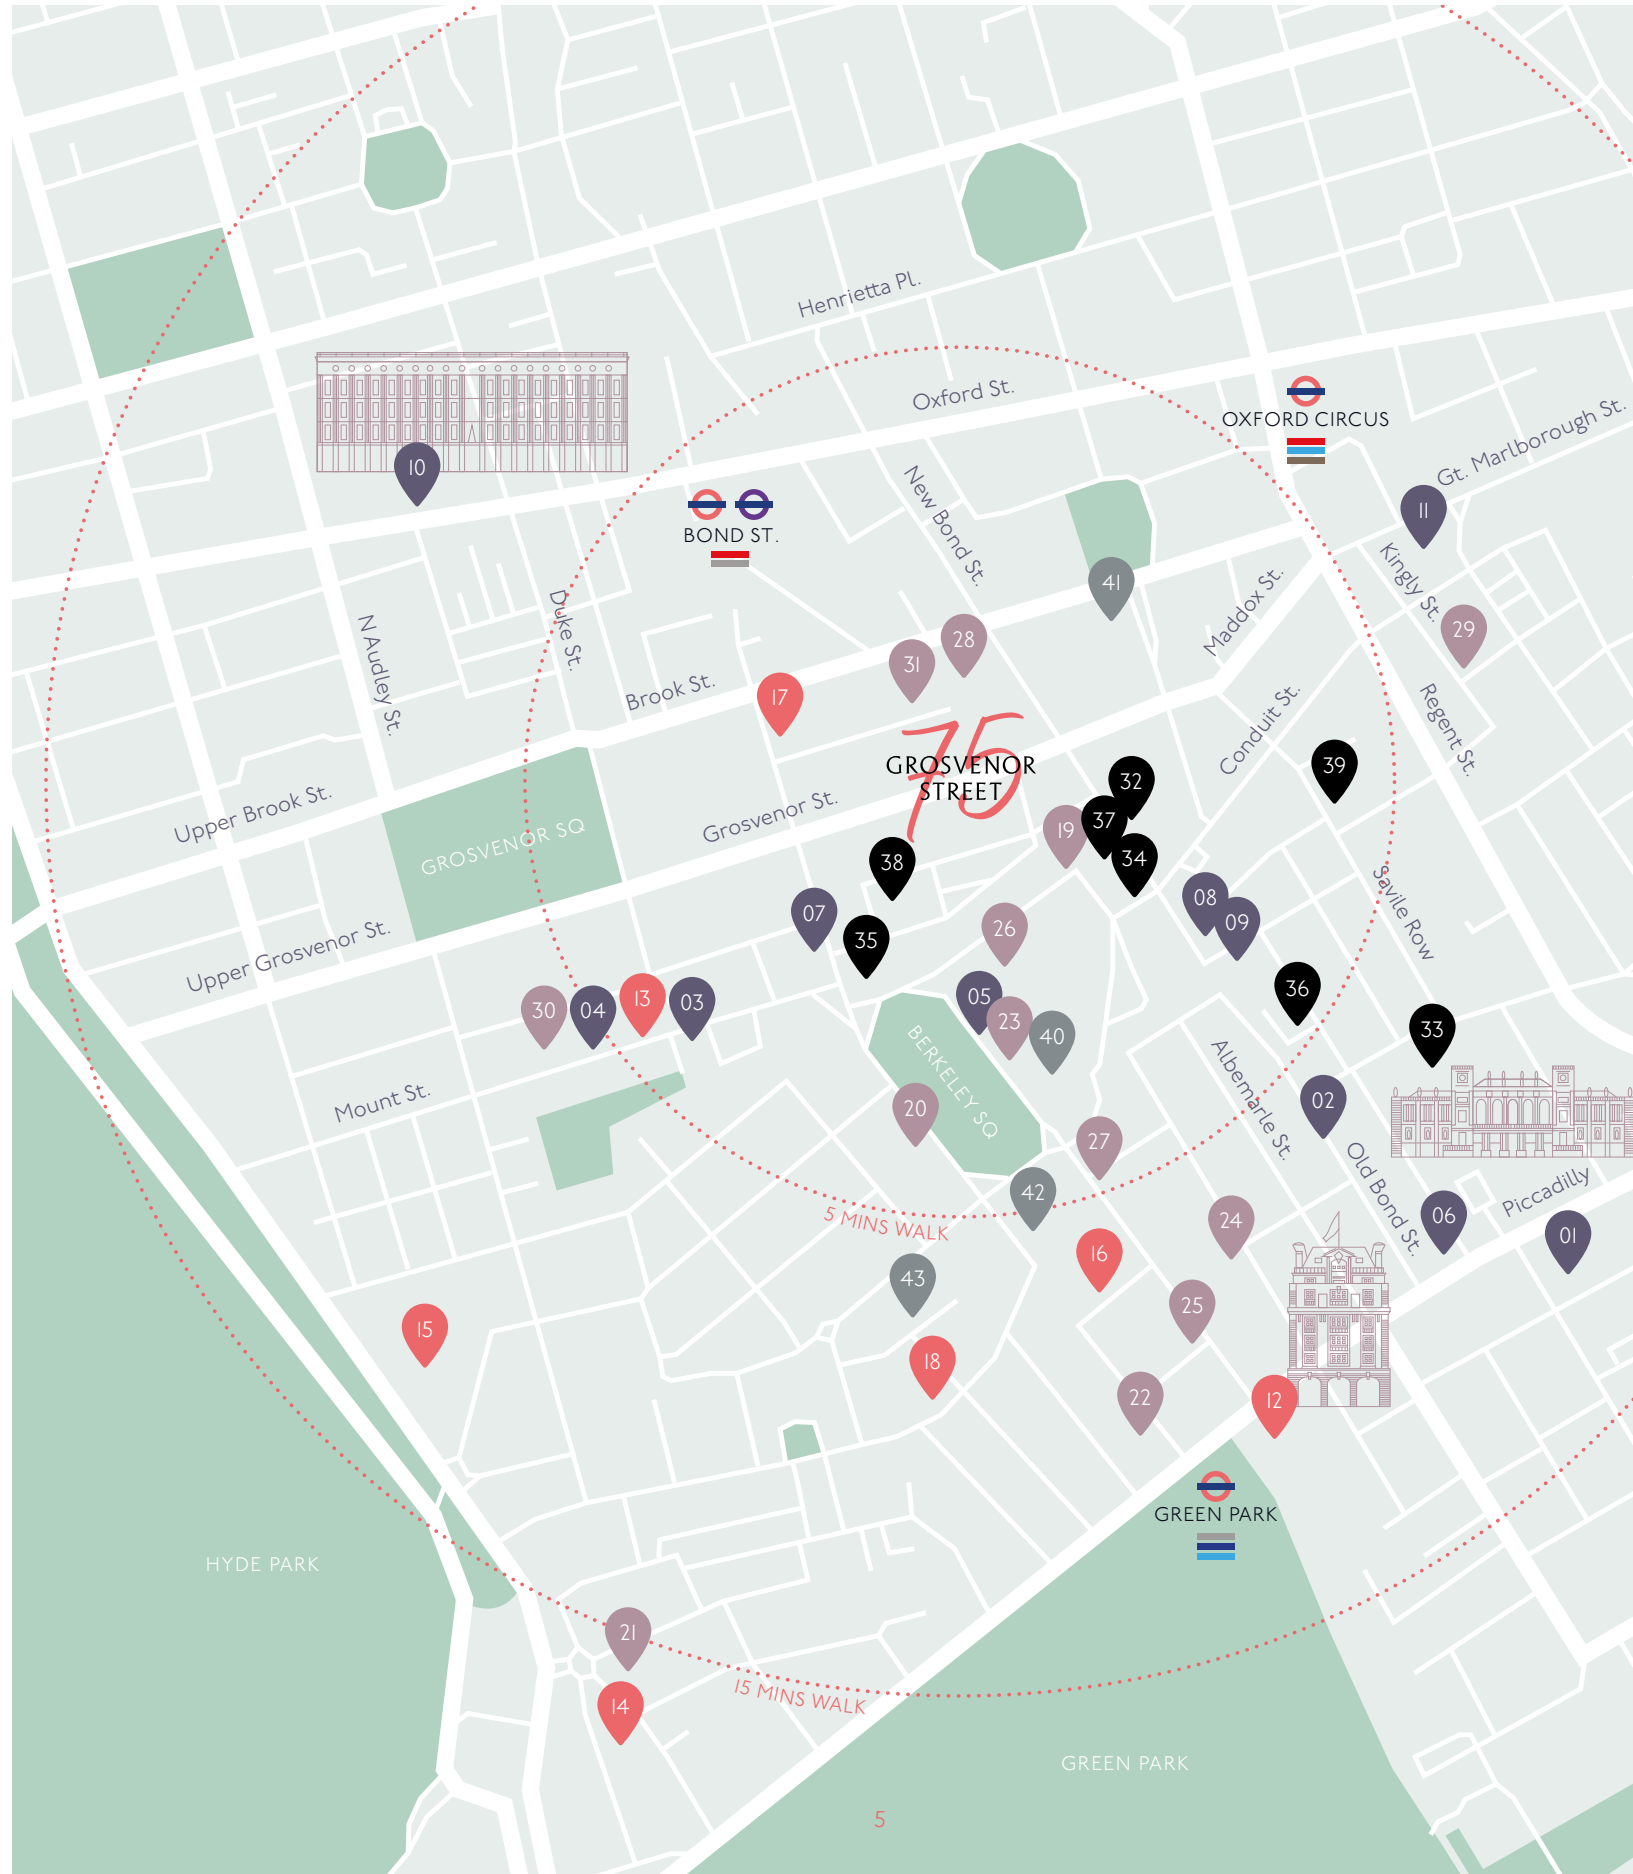 Henrietta Pl.
Oxford St.
OXFORD CIRCUS
Gt. Marlborough St.
10
BOND ST.
New Bond St.
11
Kingly St.
41
Maddox St.
29
Duke St.
N Audley St.
28
31
Brook St.
17
Conduit St.
Regent St.
75
GROSVENOR
STREET
32
39
Upper Brook St.
Grosvenor St.
GROSVENOR SQ
19
37
34
38
08
09
Savile Row
07
35
26
Upper Grosvenor St.
36
30
04
13
03
05
23
40
33
BERKELEY SQ
Albemarle St.
Mount St.
20
02
27
Old Bond St.
Piccadilly
42
5 MINS WALK
24
06
01
16
43
25
15
18
22
12
GREEN PARK
HYDE PARK
21
15 MINS WALK
14
GREEN PARK
5